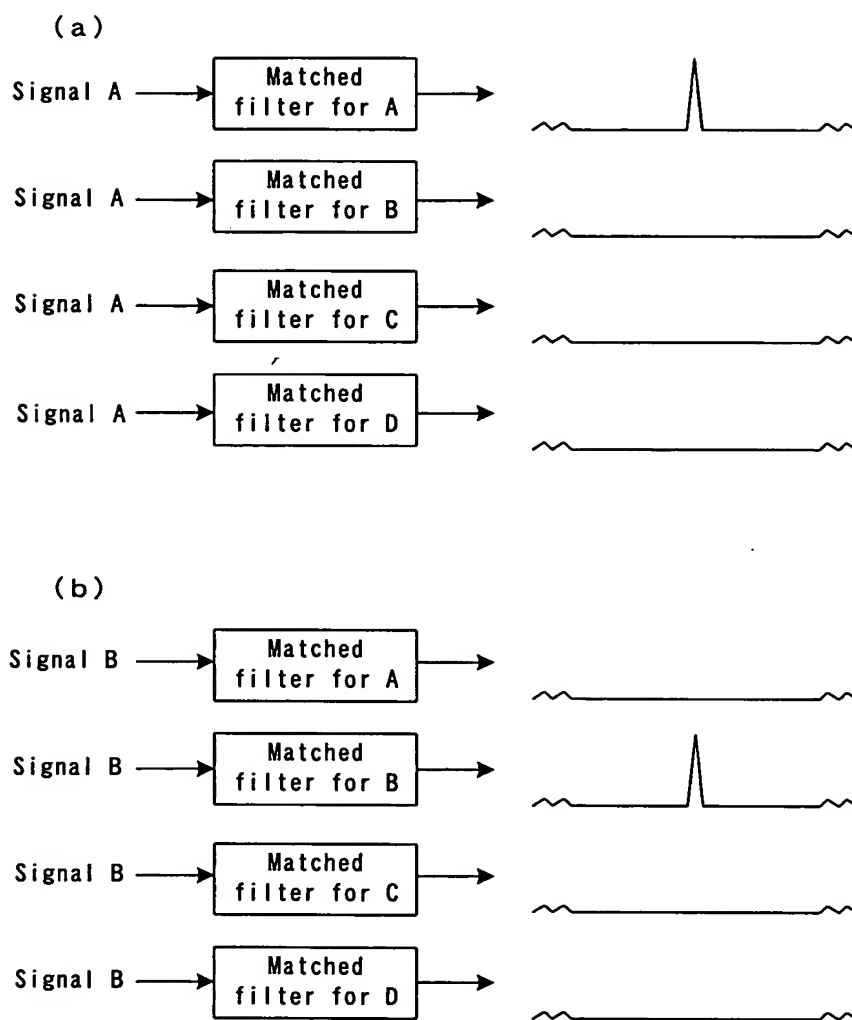 (a)
Signal A
Matched
filter for A
Signal A
Matched
filter for B
Signal A
Matched
filter for C
Signal A
Matched
filter for D
(b)
Signal B
Matched
filter for A
Signal B
Matched
filter for B
Signal B
Matched
filter for C
Signal B
Matched
filter for D